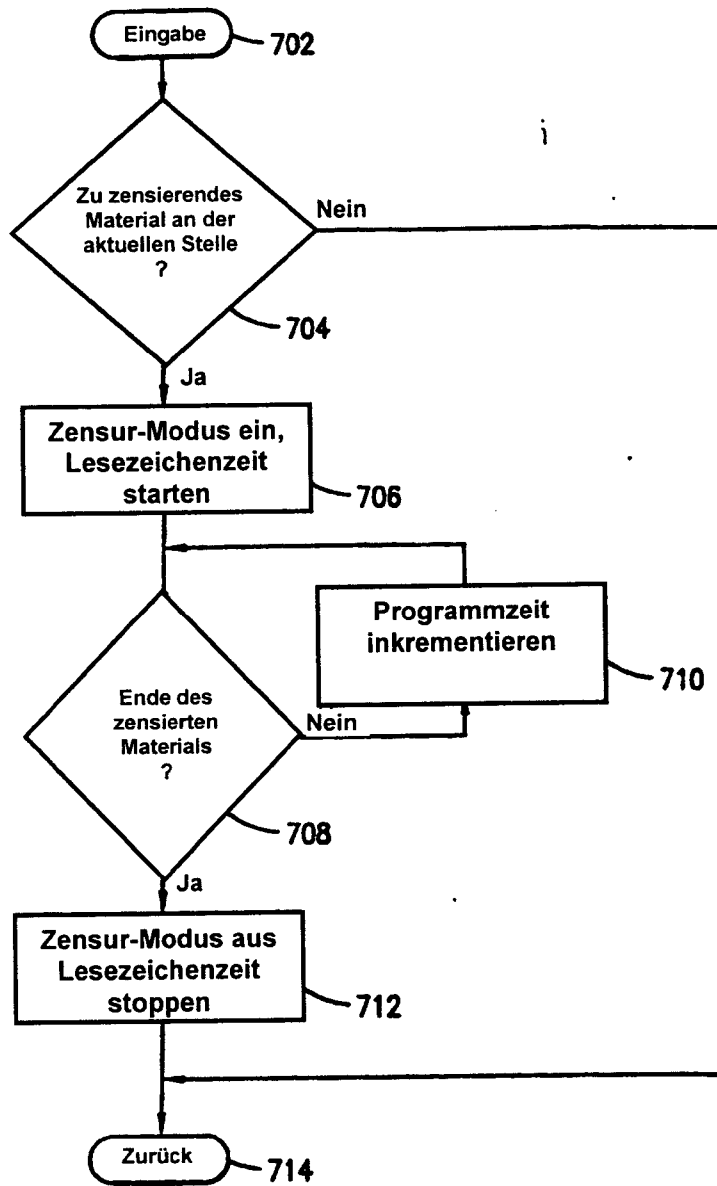 Eingabe
702
Zu zensierendes
Material an der
aktuellen Stelle
?
Nein
704
Ja
Zensur-Modus ein,
Lesezeichenzeit
starten
706
Programmzeit
inkrementieren
710
Ende des
zensierten
Materials
?
Nein
708
Ja
Zensur-Modus aus
Lesezeichenzeit
stoppen
712
Zurück
714